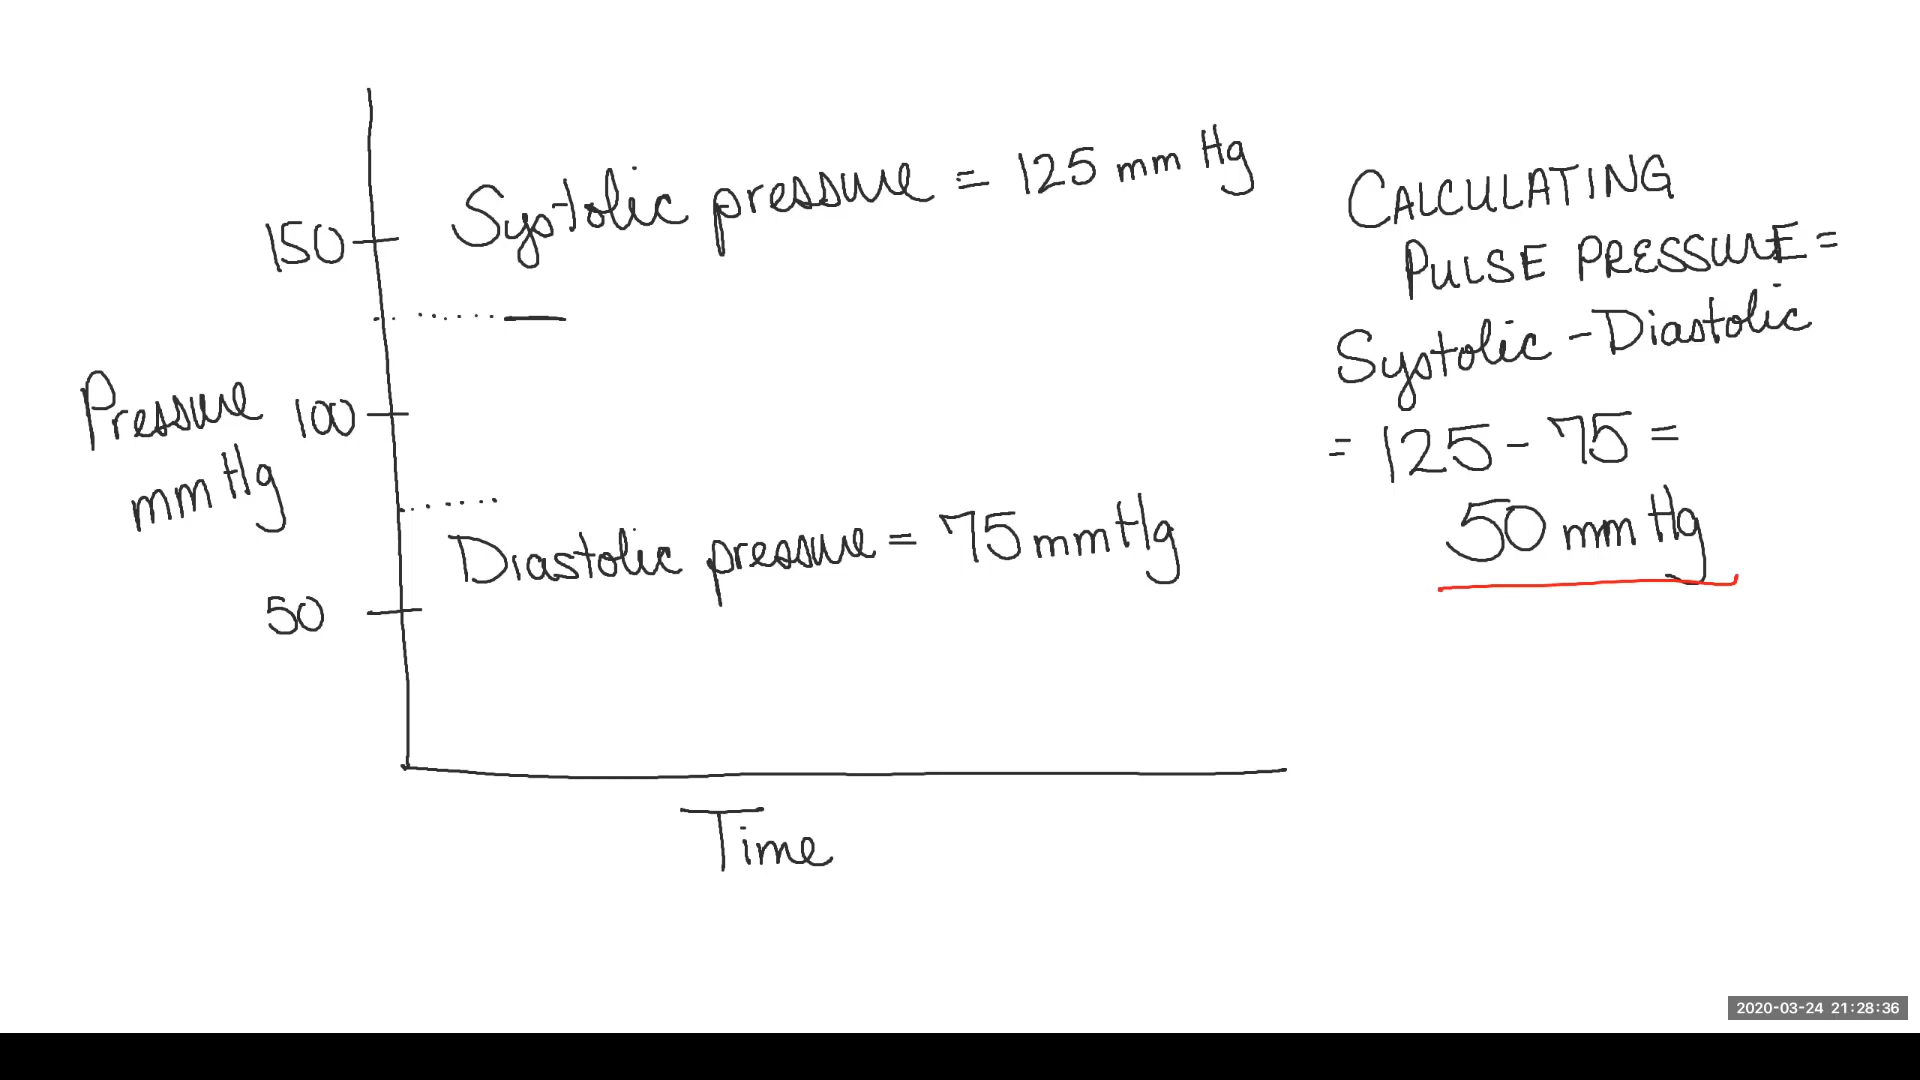 Systolic pressure = 125 mm Hg
150
Pressure
mm Hg
100
Diastolic pressure = 75 mm Hg
50
Time
CALCULATING
PULSE PRESSURE =
Systolic - Diastolic
= 125 - 75 =
50 mm Hg
2020-03-24 21:28:36